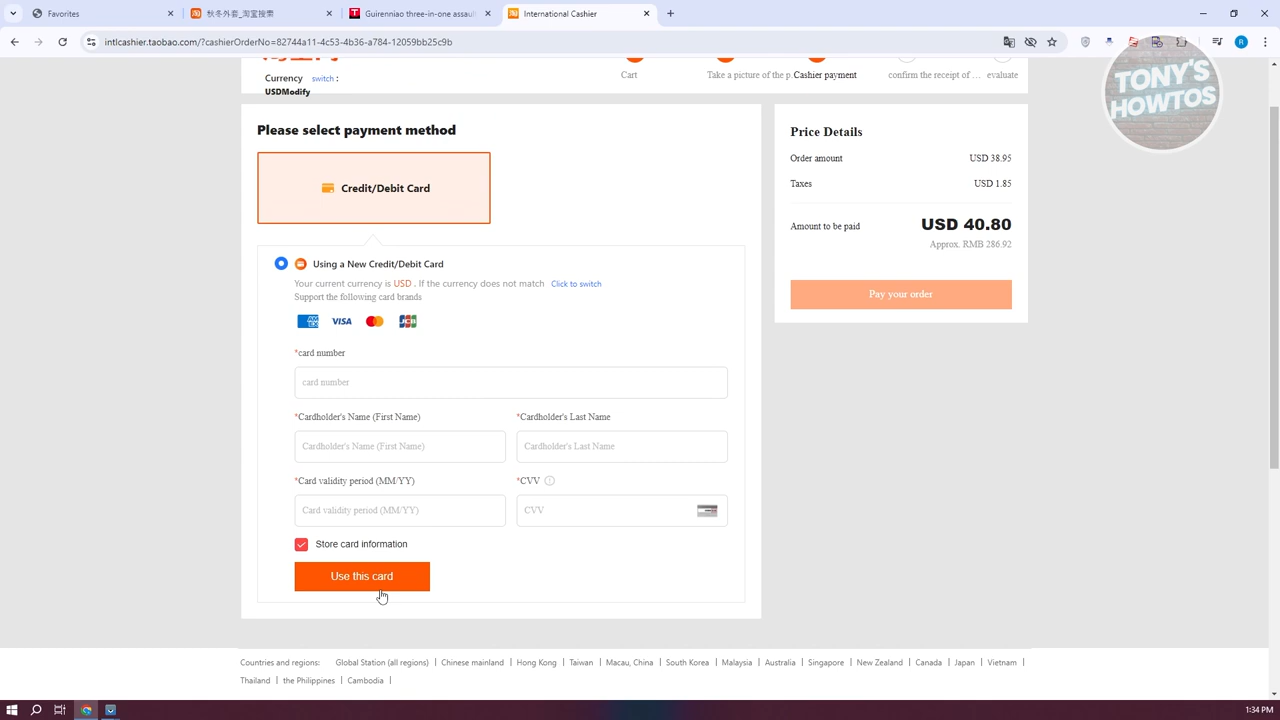 Favorites
秋冬外套_淘宝搜索
Guirenniao three-in-one assaul
International Cashier
intlcashier.taobao.com/?cashierOrderNo=82744a11-4c53-4b36-a784-12059bb25c9b
R
TONY'S
HOWTOS
Currency switch :
USDModify
Cart
Take a picture of the p.
Cashier payment
confirm the receipt of ...
evaluate
Please select payment method
Credit/Debit Card
Using a New Credit/Debit Card
Your current currency is USD . If the currency does not match Click to switch
Support the following card brands
AM EX VISA JCB
*card number
card number
*Cardholder's Name (First Name)
*Cardholder's Last Name
Cardholder's Name (First Name)
Cardholder's Last Name
*Card validity period (MM/YY)
*CVV
Card validity period (MM/YY)
CVV
Store card information
Use this card
Price Details
Order amount USD 38.95
Taxes USD 1.85
Amount to be paid USD 40.80
Approx. RMB 286.92
Pay your order
Countries and regions: Global Station (all regions) | Chinese mainland | Hong Kong | Taiwan | Macau, China | South Korea | Malaysia | Australia | Singapore | New Zealand | Canada | Japan | Vietnam |
Thailand | the Philippines | Cambodia |
1:34 PM